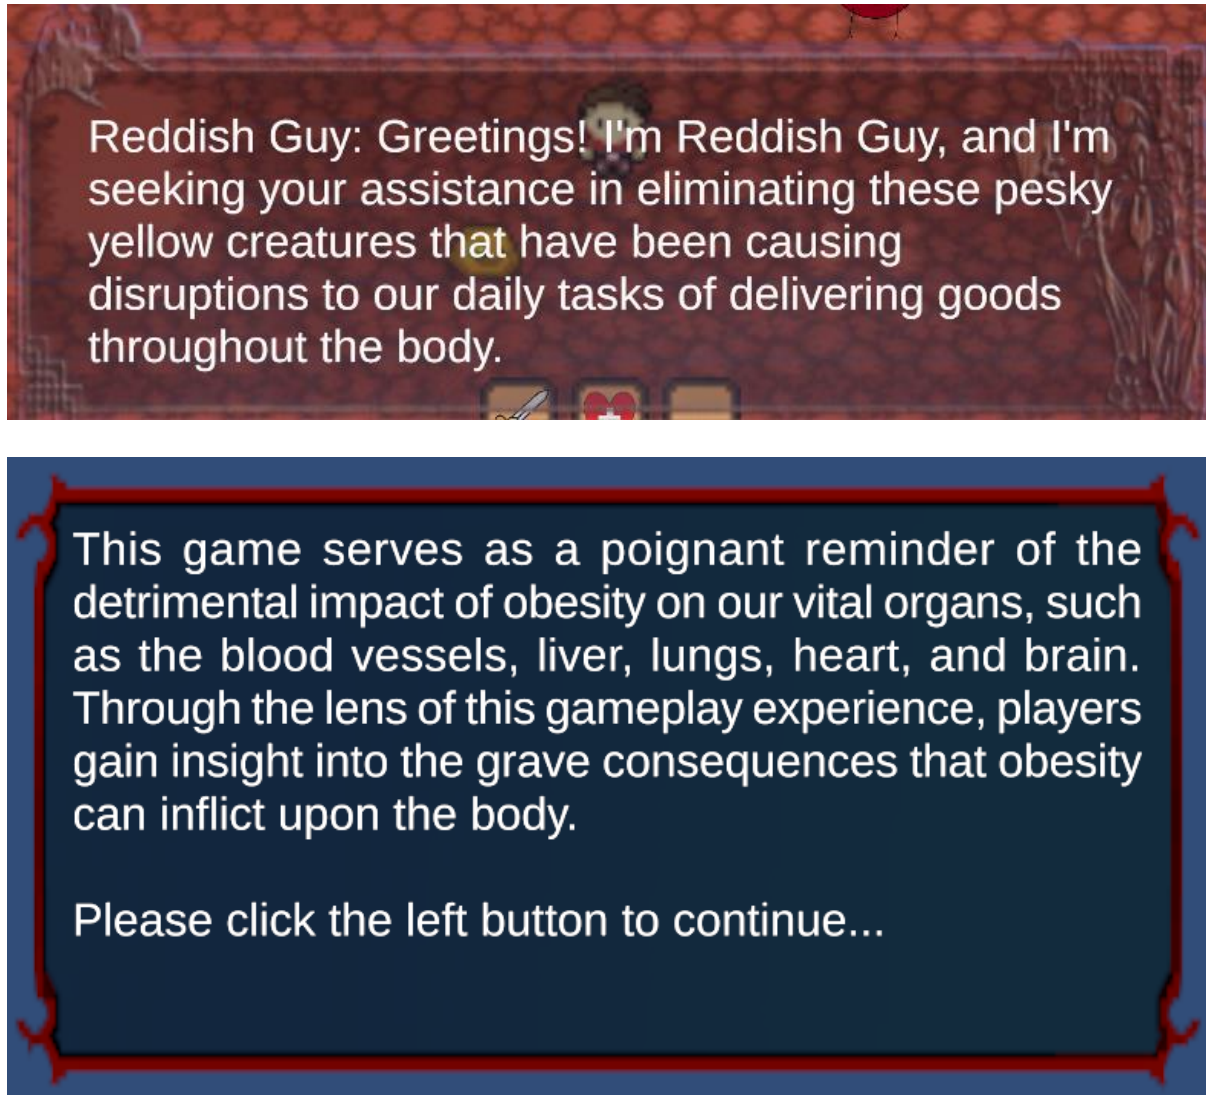 Reddish Guy: Greetings! I'm Reddish Guy, and I'm
seeking your assistance in eliminating these pesky
yellow creatures that have been causing
disruptions to our daily tasks of delivering goods
throughout the body.
This game serves as a poignant reminder of the
detrimental impact of obesity on our vital organs, such
as the blood vessels, liver, lungs, heart, and brain.
Through the lens of this gameplay experience, players
gain insight into the grave consequences that obesity
can inflict upon the body.
Please click the left button to continue...